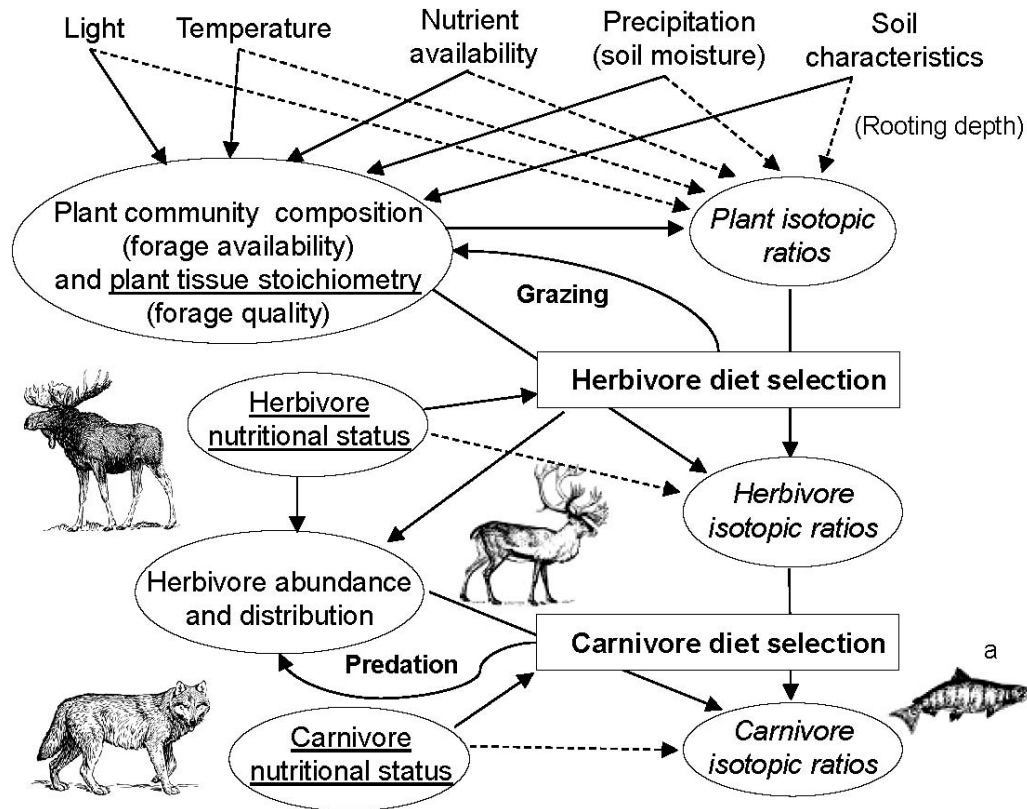 Light
Temperature
Nutrient
availability
Precipitation
(soil moisture)
Soil
characteristics
(Rooting depth)
Plant community composition
(forage availability)
and plant tissue stoichiometry
(forage quality)
Plant isotopic
ratios
Grazing
Herbivore diet selection
Herbivore
nutritional status
Herbivore
isotopic ratios
Herbivore abundance
and distribution
Carnivore diet selection
Predation
a
Carnivore
nutritional status
Carnivore
isotopic ratios